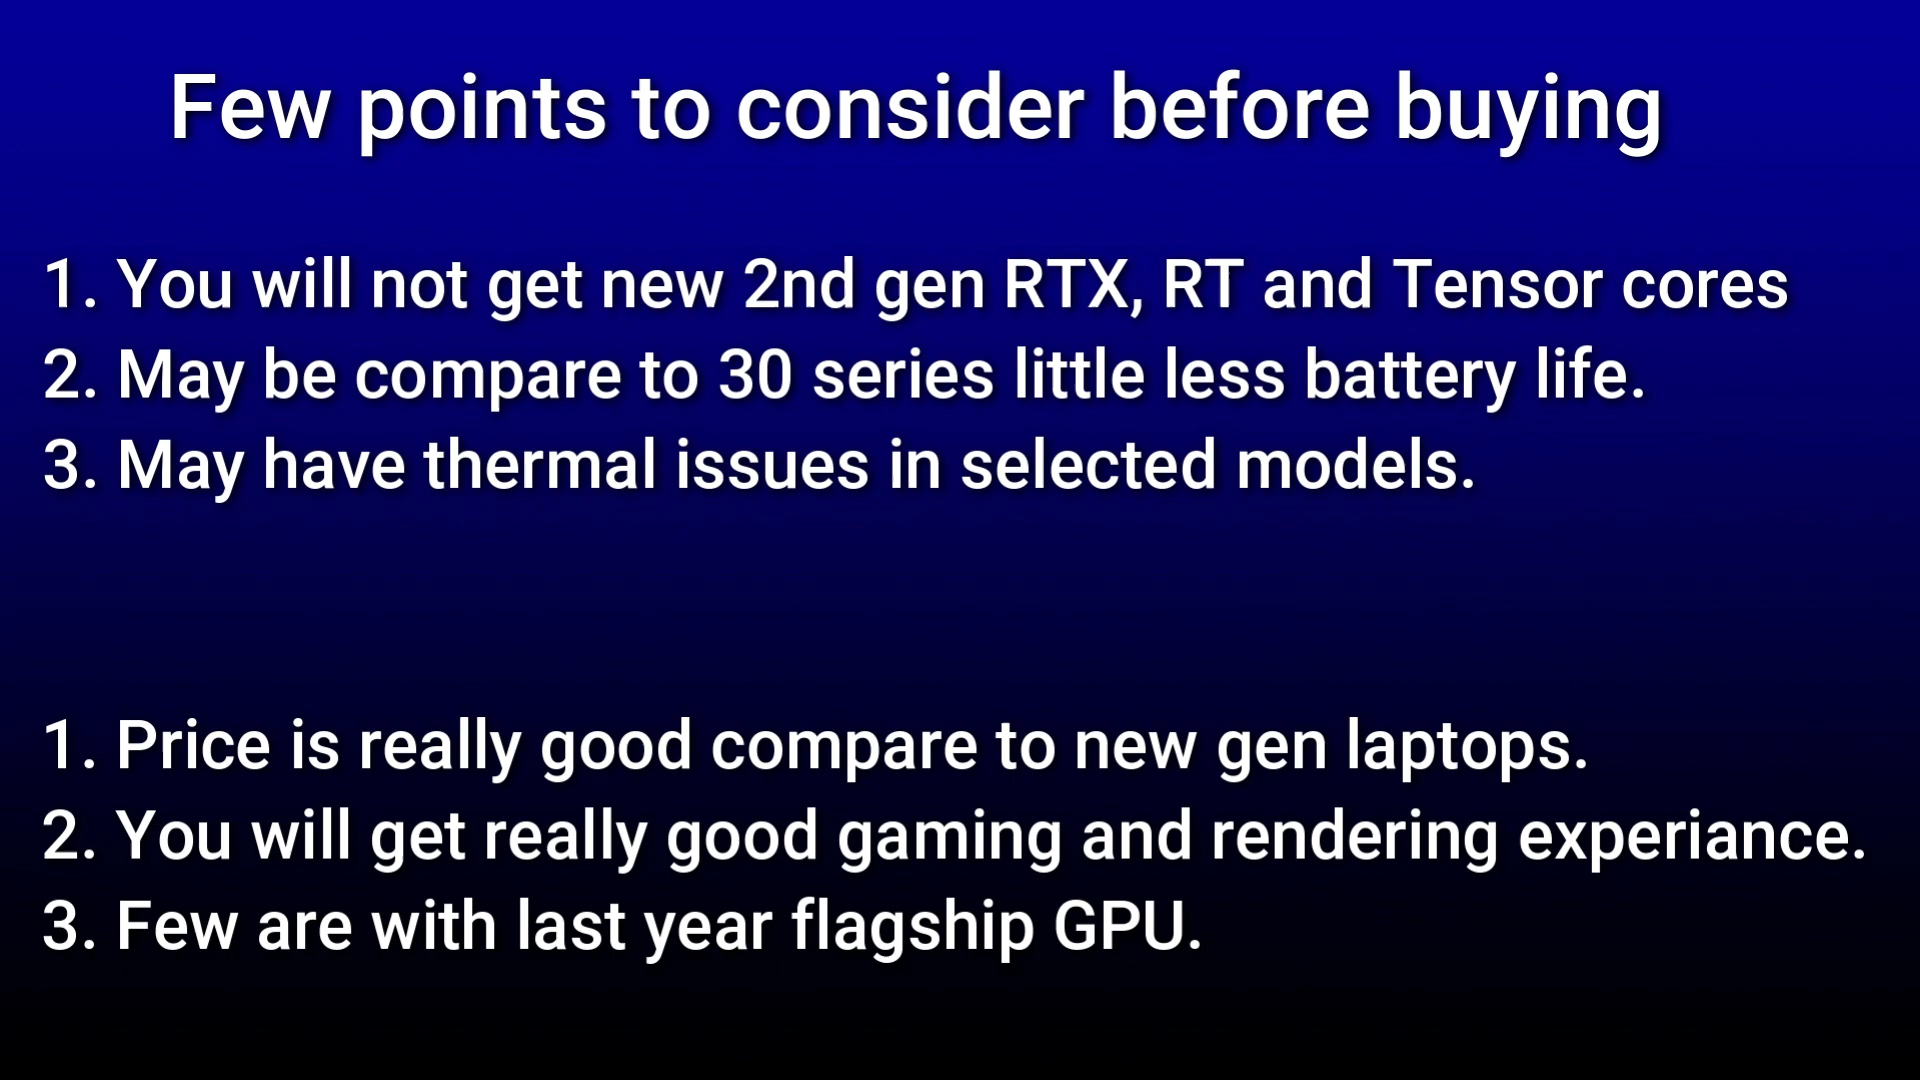 Few points to consider before buying
1. You will not get new 2nd gen RTX, RT and Tensor cores
2. May be compare to 30 series little less battery life.
3. May have thermal issues in selected models.
1. Price is really good compare to new gen laptops.
2. You will get really good gaming and rendering experiance.
3. Few are with last year flagship GPU.